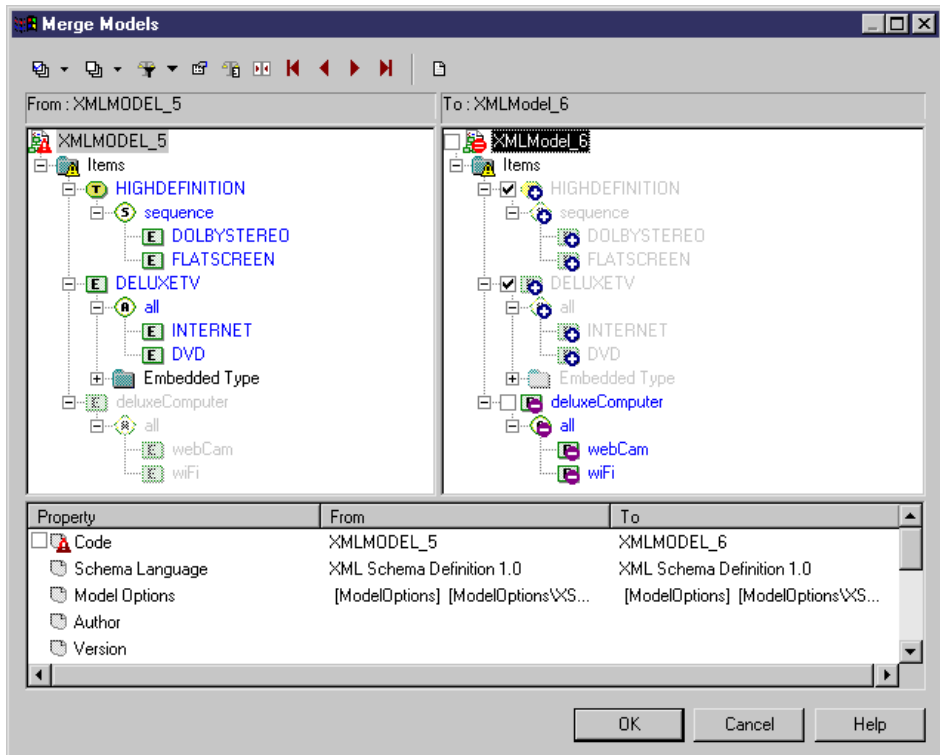 Merge Models
From : XMLMODEL_5
To : XMLModel_6
XMLMODEL_5
Items
T HIGHDEFINITION
S sequence
E DOLBYSTEREO
E FLATSCREEN
E DELUXETV
A all
E INTERNET
E DVD
Embedded Type
E deluxeComputer
A all
E webCam
E wiFi
XMLModel_6
Items
HIGHDEFINITION
sequence
DOLBYSTEREO
FLATSCREEN
DELUXETV
all
INTERNET
DVD
Embedded Type
deluxeComputer
all
webCam
wiFi
Property From To
Code XMLMODEL_5 XMLMODEL_6
Schema Language XML Schema Definition 1.0 XML Schema Definition 1.0
Model Options [ModelOptions] [ModelOptions\XS... [ModelOptions] [ModelOptions\XS...
Author
Version
OK Cancel Help